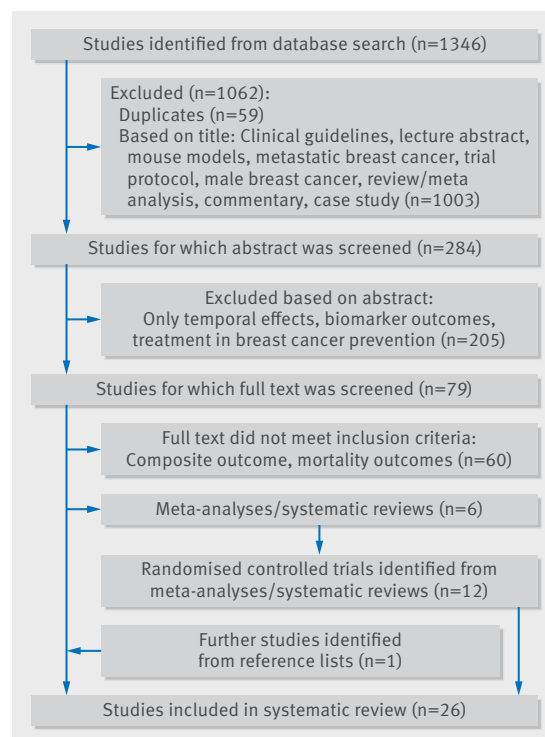 Studies identified from database search (n=1346)
Excluded (n=1062):
Duplicates (n=59)
Based on title: Clinical guidelines, lecture abstract,
mouse models, metastatic breast cancer, trial
protocol, male breast cancer, review/meta
analysis, commentary, case study (n=1003)
Studies for which abstract was screened (n=284)
Excluded based on abstract:
Only temporal effects, biomarker outcomes,
treatment in breast cancer prevention (n=205)
Studies for which full text was screened (n=79)
Full text did not meet inclusion criteria:
Composite outcome, mortality outcomes (n=60)
Meta-analyses/systematic reviews (n=6)
Randomised controlled trials identified from
meta-analyses/systematic reviews (n=12)
Further studies identified
from reference lists (n=1)
Studies included in systematic review (n=26)